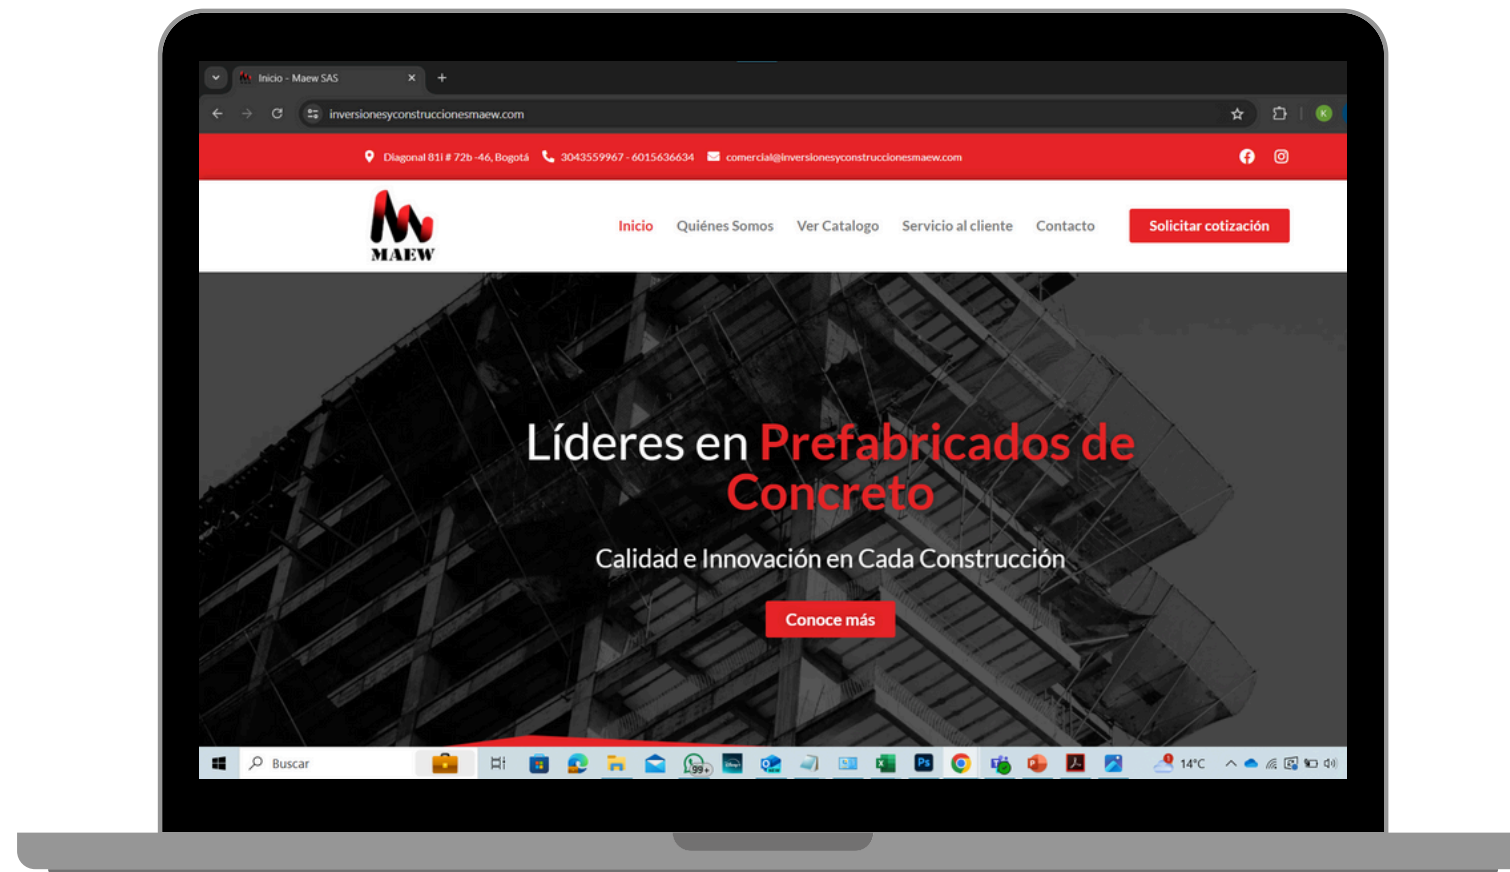 Inicio - Maew SAS
inversionesyconstruccionesmaew.com
K
Diagonal 81i # 72b -46, Bogotá 3043559967 - 6015636634 comercial@inversionesyconstruccionesmaew.com
MAEW
Inicio Quiénes Somos Ver Catalogo Servicio al cliente Contacto Solicitar cotización
Líderes en Prefabricados de
Concreto
Calidad e Innovación en Cada Construcción
Conoce más
Buscar 99+ Ps 14°C